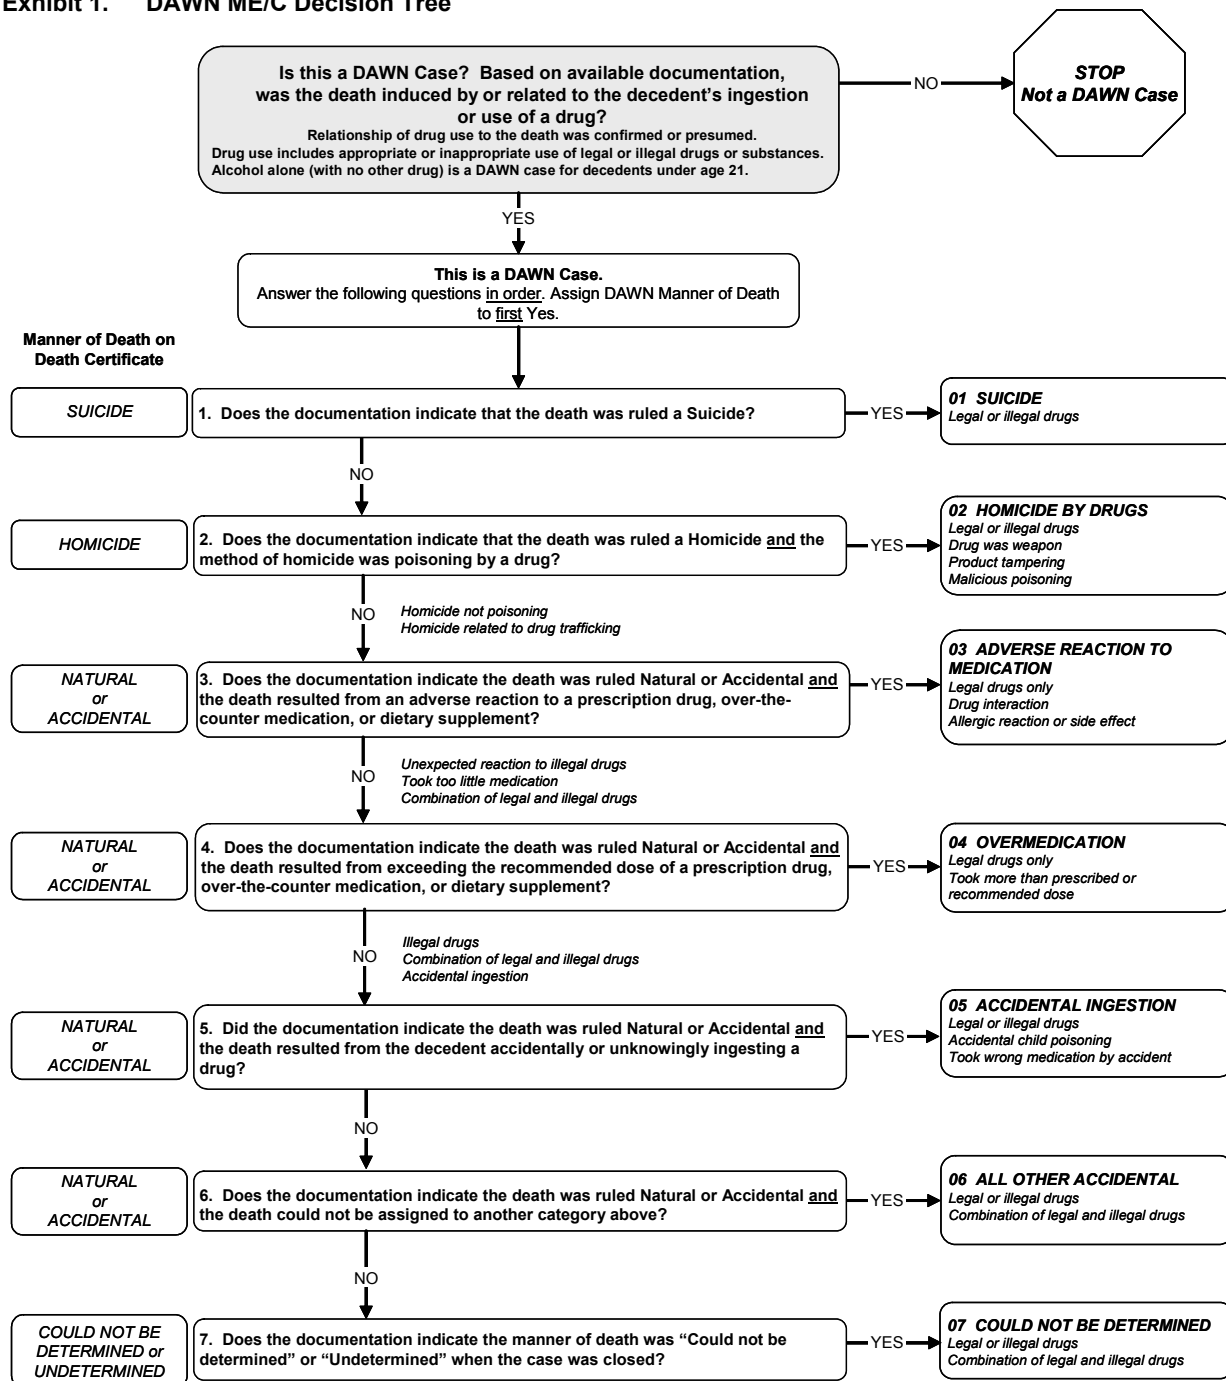 Exhibit 1. DAWN ME/C Decision Tree
Is this a DAWN Case? Based on available documentation,
was the death induced by or related to the decedent's ingestion
or use of a drug?
Relationship of drug use to the death was confirmed or presumed.
Drug use includes appropriate or inappropriate use of legal or illegal drugs or substances.
Alcohol alone (with no other drug) is a DAWN case for decedents under age 21.
NO
STOP
Not a DAWN Case
YES
This is a DAWN Case.
Answer the following questions in order. Assign DAWN Manner of Death
to first Yes.
Manner of Death on
Death Certificate
SUICIDE
1. Does the documentation indicate that the death was ruled a Suicide?
YES
01 SUICIDE
Legal or illegal drugs
NO
HOMICIDE
2. Does the documentation indicate that the death was ruled a Homicide and the
method of homicide was poisoning by a drug?
YES
02 HOMICIDE BY DRUGS
Legal or illegal drugs
Drug was weapon
Product tampering
Malicious poisoning
NO
Homicide not poisoning
Homicide related to drug trafficking
NATURAL
or
ACCIDENTAL
3. Does the documentation indicate the death was ruled Natural or Accidental and
the death resulted from an adverse reaction to a prescription drug, over-the-
counter medication, or dietary supplement?
YES
03 ADVERSE REACTION TO
MEDICATION
Legal drugs only
Drug interaction
Allergic reaction or side effect
NO
Unexpected reaction to illegal drugs
Took too little medication
Combination of legal and illegal drugs
NATURAL
or
ACCIDENTAL
4. Does the documentation indicate the death was ruled Natural or Accidental and
the death resulted from exceeding the recommended dose of a prescription drug,
over-the-counter medication, or dietary supplement?
YES
04 OVERMEDICATION
Legal drugs only
Took more than prescribed or
recommended dose
NO
Illegal drugs
Combination of legal and illegal drugs
Accidental ingestion
NATURAL
or
ACCIDENTAL
5. Did the documentation indicate the death was ruled Natural or Accidental and
the death resulted from the decedent accidentally or unknowingly ingesting a
drug?
YES
05 ACCIDENTAL INGESTION
Legal or illegal drugs
Accidental child poisoning
Took wrong medication by accident
NO
NATURAL
or
ACCIDENTAL
6. Does the documentation indicate the death was ruled Natural or Accidental and
the death could not be assigned to another category above?
YES
06 ALL OTHER ACCIDENTAL
Legal or illegal drugs
Combination of legal and illegal drugs
NO
COULD NOT BE
DETERMINED or
UNDETERMINED
7. Does the documentation indicate the manner of death was “Could not be
determined” or “Undetermined” when the case was closed?
YES
07 COULD NOT BE DETERMINED
Legal or illegal drugs
Combination of legal and illegal drugs